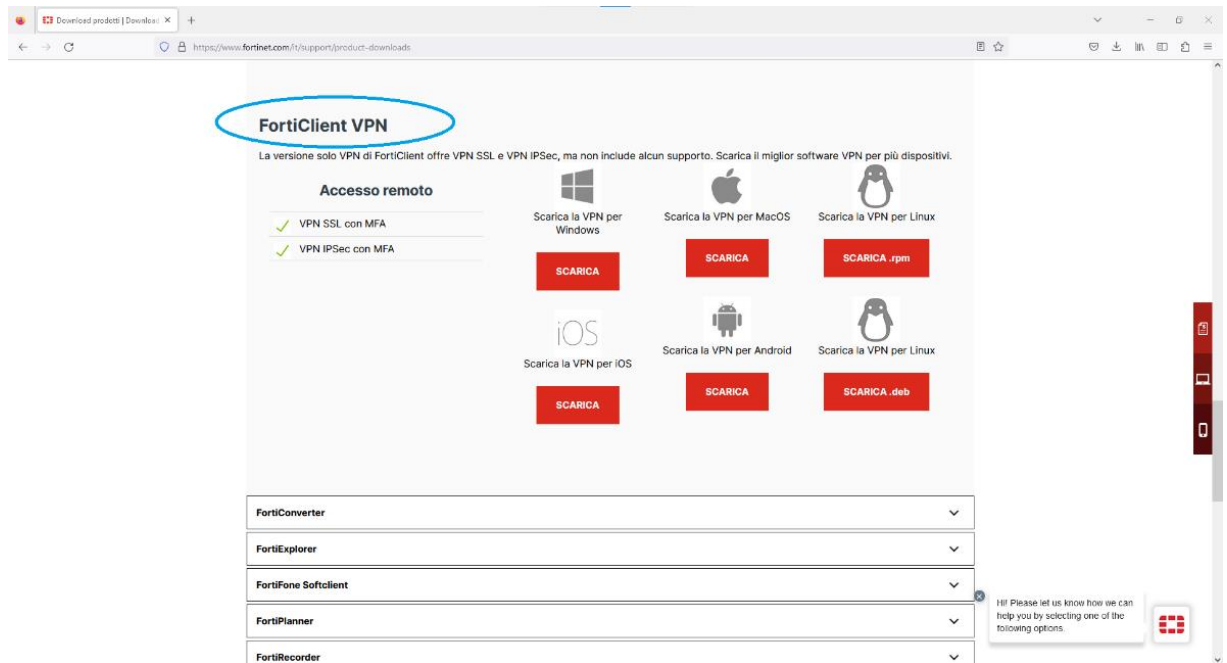 Download prodotti | Download
https://www.fortinet.com/it/support/product-downloads
FortiClient VPN
La versione solo VPN di FortiClient offre VPN SSL e VPN IPSec, ma non include alcun supporto. Scarica il miglior software VPN per più dispositivi.
Accesso remoto
VPN SSL con MFA
VPN IPSec con MFA
Scarica la VPN per
Windows
SCARICA
Scarica la VPN per MacOS
SCARICA
Scarica la VPN per Linux
SCARICA .rpm
iOS
Scarica la VPN per iOS
SCARICA
Scarica la VPN per Android
SCARICA
Scarica la VPN per Linux
SCARICA .deb
FortiConverter
FortiExplorer
FortiFone Softclient
FortiPlanner
FortiRecorder
Hi! Please let us know how we can
help you by selecting one of the
following options.